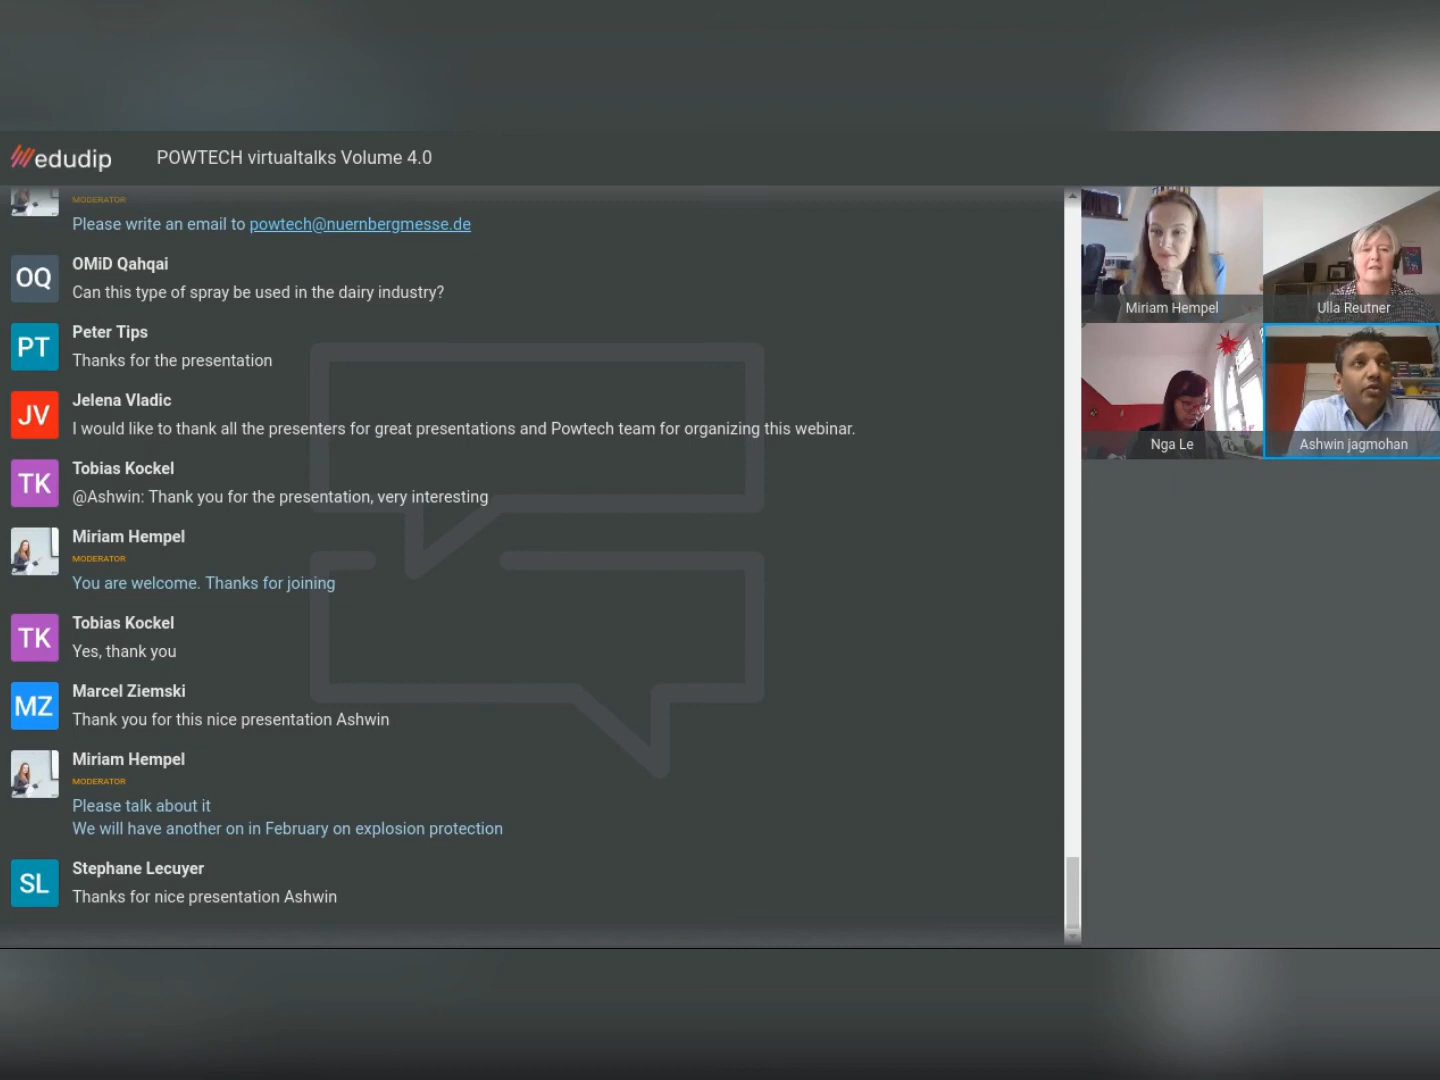 edudip
POWTECH virtualtalks Volume 4.0
MODERATOR
Please write an email to powtech@nuernbergmesse.de
OQ
OMiD Qahqai
Can this type of spray be used in the dairy industry?
PT
Peter Tips
Thanks for the presentation
JV
Jelena Vladic
I would like to thank all the presenters for great presentations and Powtech team for organizing this webinar.
TK
Tobias Kockel
@Ashwin: Thank you for the presentation, very interesting
Miriam Hempel
MODERATOR
You are welcome. Thanks for joining
TK
Tobias Kockel
Yes, thank you
MZ
Marcel Ziemski
Thank you for this nice presentation Ashwin
Miriam Hempel
MODERATOR
Please talk about it
We will have another on in February on explosion protection
SL
Stephane Lecuyer
Thanks for nice presentation Ashwin
Miriam Hempel
Ulla Reutner
Nga Le
Ashwin jagmohan